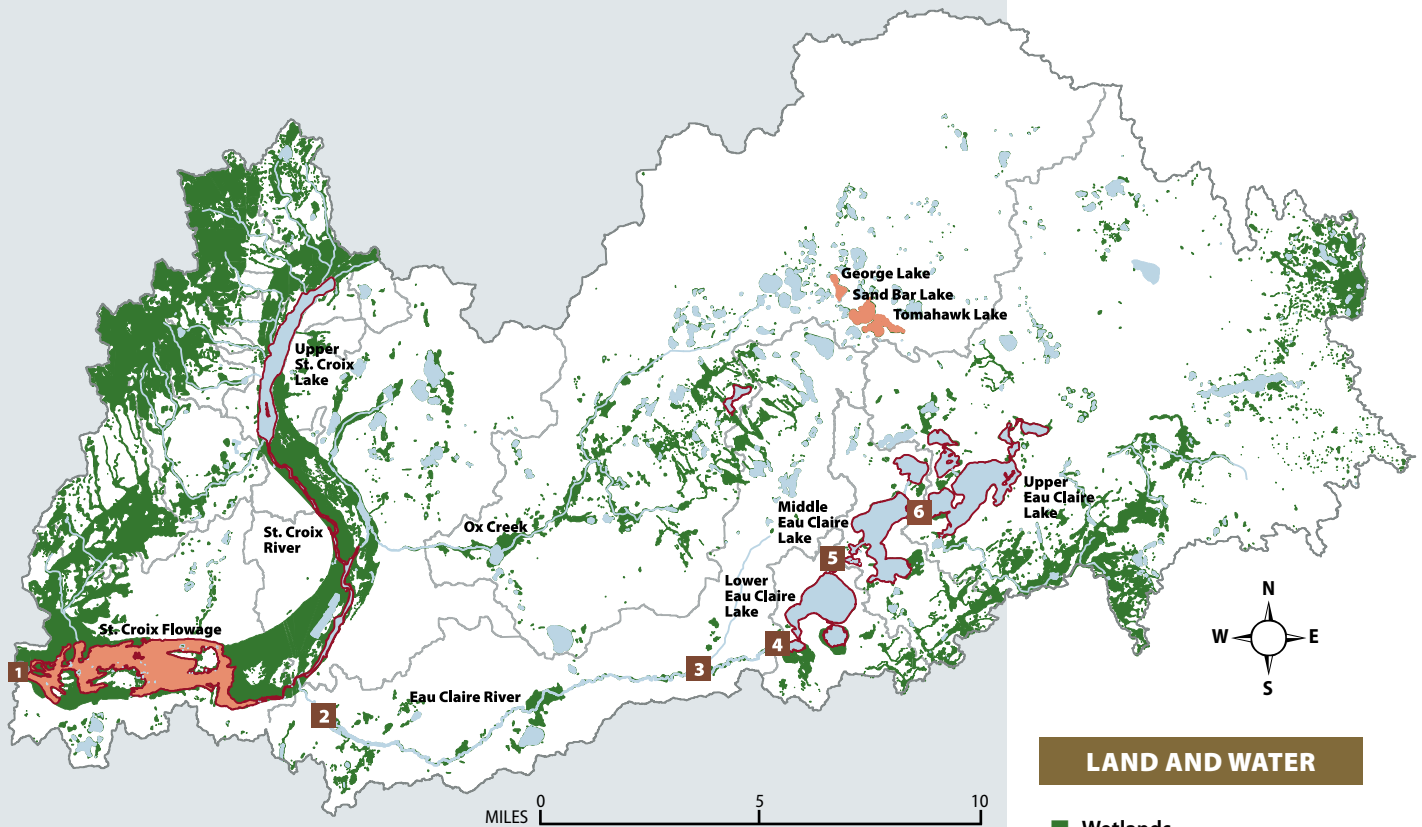 George Lake
Sand Bar Lake
Tomahawk Lake
Upper
St. Croix
Lake
Upper
Eau Claire
Lake
Middle
Eau Claire
Lake
6
Ox Creek
St. Croix
River
5
Lower
Eau Claire
Lake
N
W E
S
St. Croix Flowage
4
1
3
Eau Claire River
2
LAND AND WATER
MILES 0 5 10
Wetlands